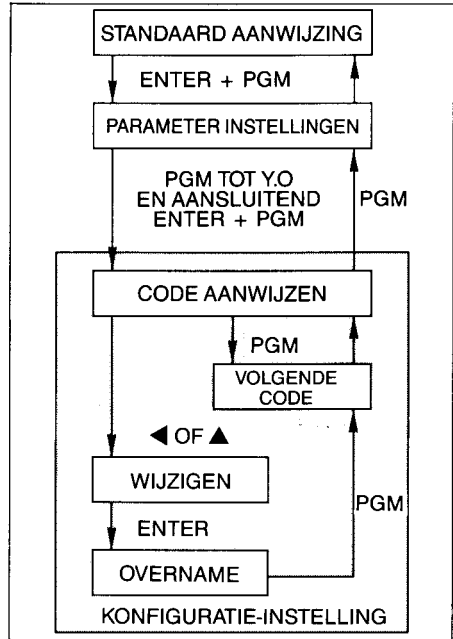 STANDAARD AANWIJZING
ENTER + PGM
PARAMETER INSTELLINGEN
PGM TOT Y.O
EN AANSLUITEND
ENTER + PGM
PGM
CODE AANWIJZEN
PGM
VOLGENDE
CODE
◀ OF ▲
WIJZIGEN
PGM
ENTER
OVERNAME
KONFIGURATIE-INSTELLING